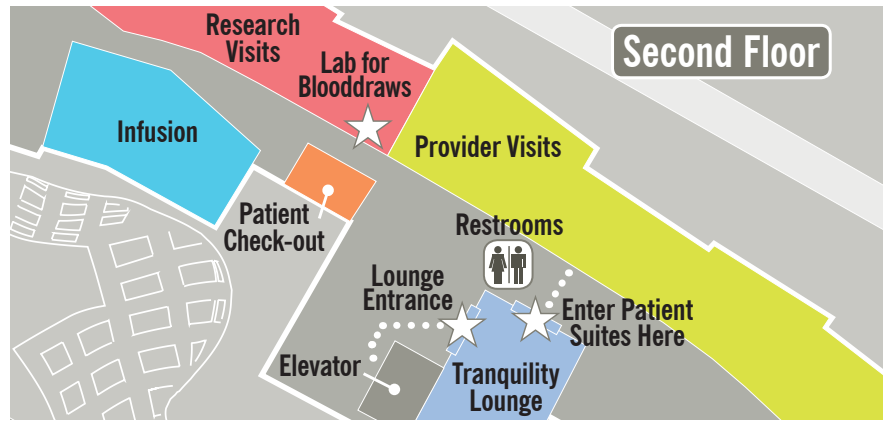 Research
Visits
Second Floor
Lab for
Blooddraws
Infusion
Provider Visits
Patient
Check-out
Restrooms
Lounge
Entrance
Enter Patient
Suites Here
Elevator
Tranquility
Lounge